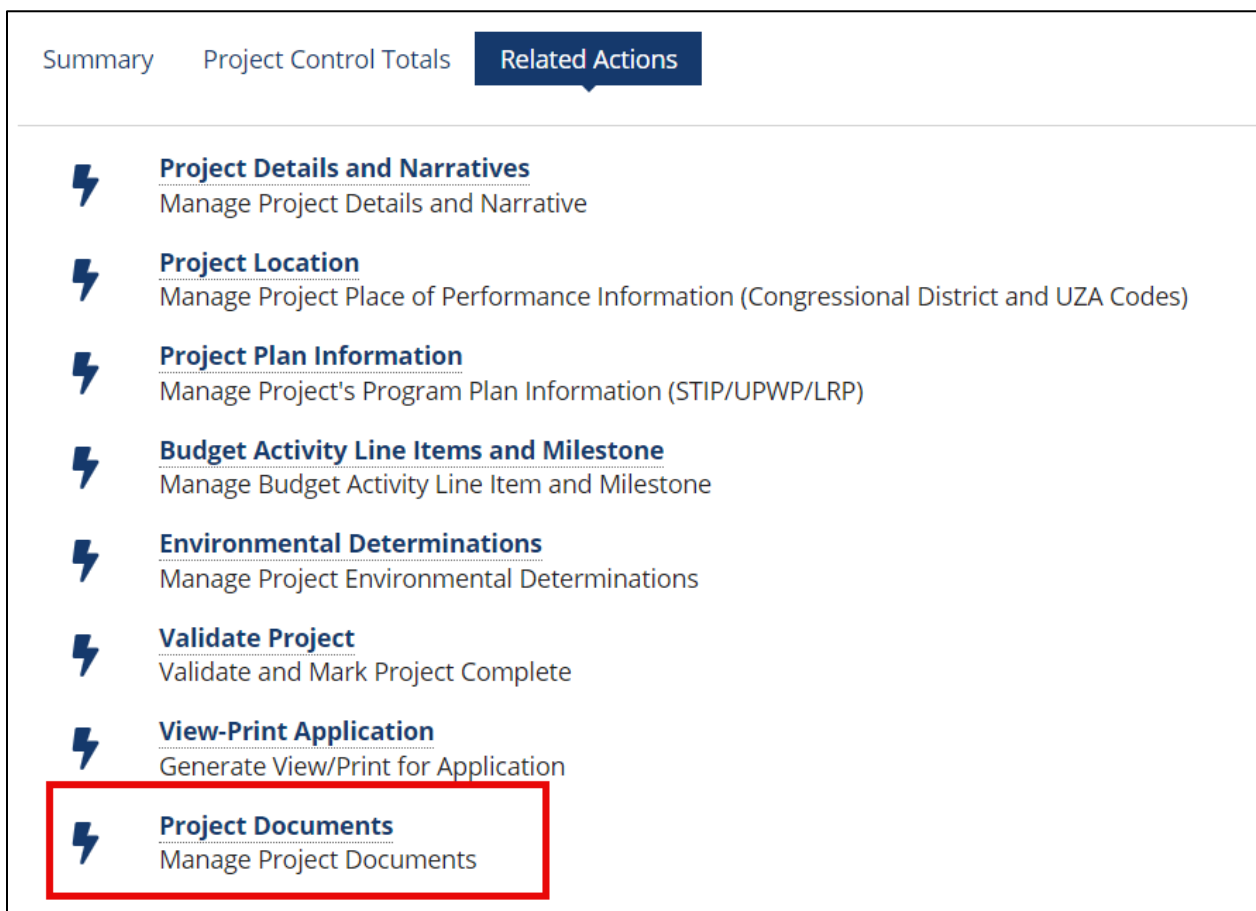 Summary Project Control Totals Related Actions
Project Details and Narratives
Manage Project Details and Narrative
Project Location
Manage Project Place of Performance Information (Congressional District and UZA Codes)
Project Plan Information
Manage Project's Program Plan Information (STIP/UPWP/LRP)
Budget Activity Line Items and Milestone
Manage Budget Activity Line Item and Milestone
Environmental Determinations
Manage Project Environmental Determinations
Validate Project
Validate and Mark Project Complete
View-Print Application
Generate View/Print for Application
Project Documents
Manage Project Documents